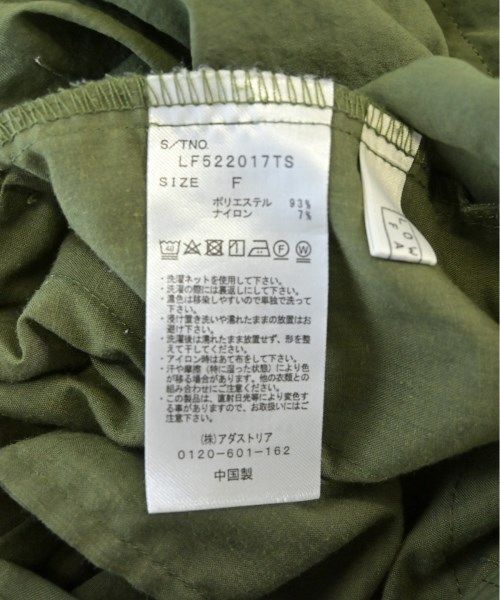 S/TNO.
LF522017TS
SIZE F
ポリエステル 93%
ナイロン 7%
40
F
W
・洗濯ネットを使用して下さい。
・洗濯の際には裏返しにして下さい。
・濃色は移染しやすいので単独で洗って
下さい。
・浸け置き洗いや濡れたままの放置はお
避け下さい。
・洗濯後は濡れたまま放置せず、形を整
えて干してください。
・アイロン時はあて布をして下さい。
・汗や摩擦（特に湿った状態）により色
が移る場合があります。他の衣類との
組み合わせにご注意ください。
・この製品は、直射日光等により変色す
る事がありますので、お取扱いにはご
注意下さい。
(株)アダストリア
0120-601-162
中国製
LOW
FA